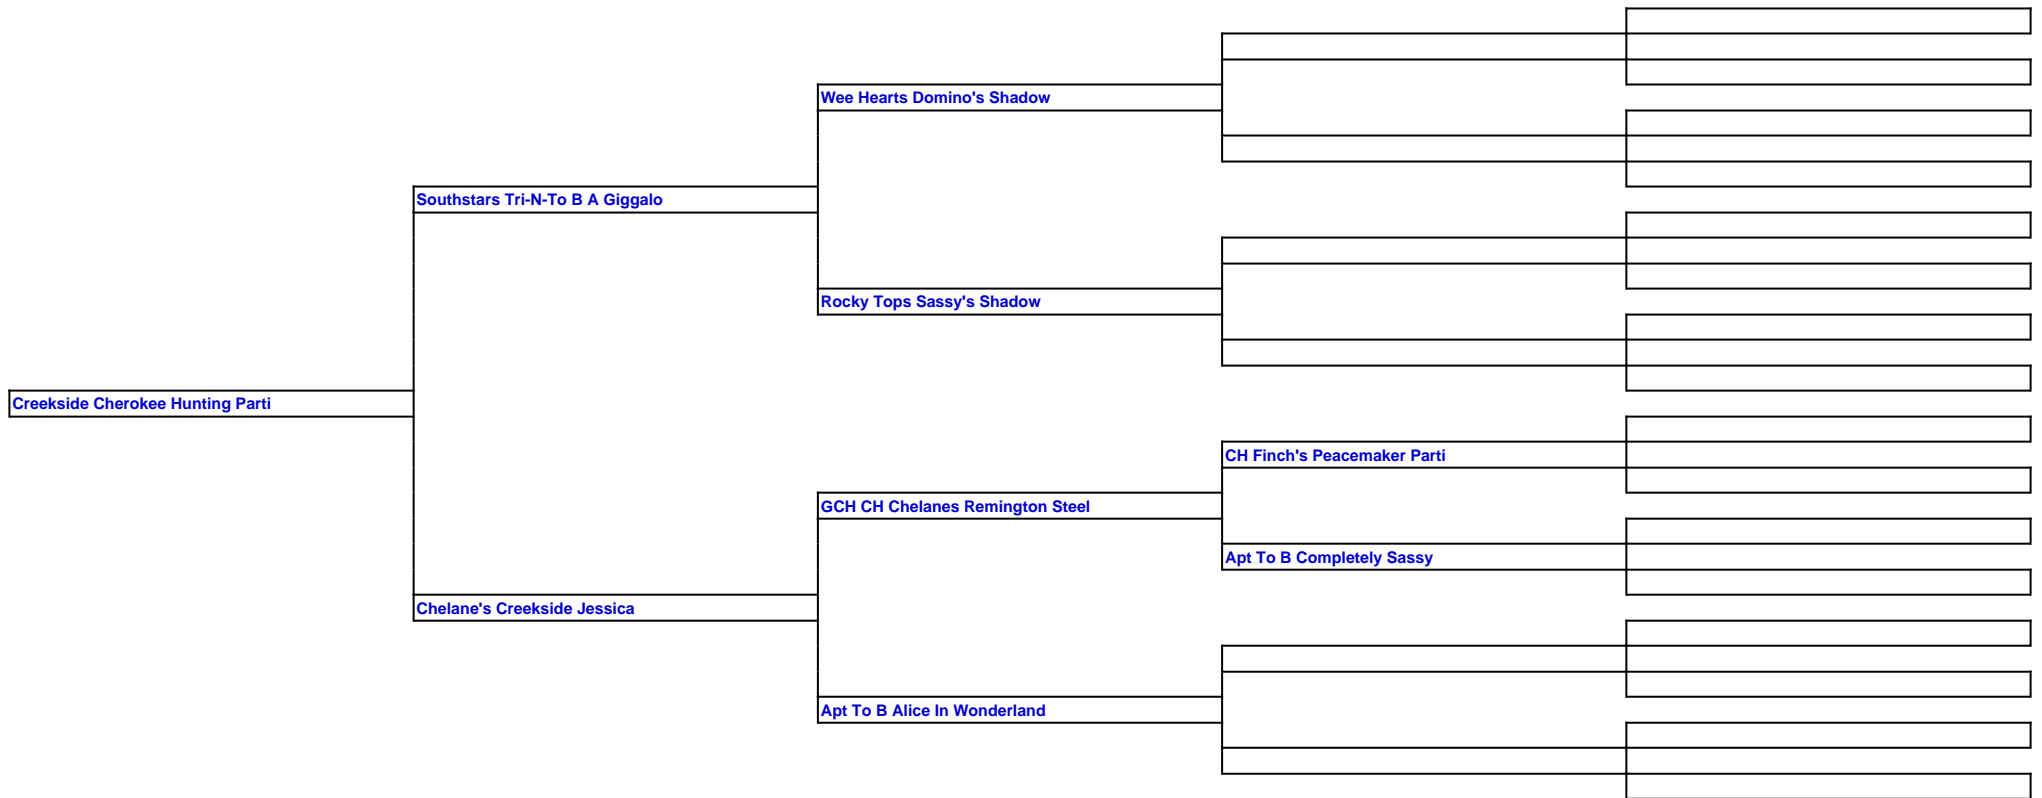 Wee Hearts Domino's Shadow
Southstars Tri-N-To B A Giggalo
Rocky Tops Sassy's Shadow
Creekside Cherokee Hunting Parti
CH Finch's Peacemaker Parti
GCH CH Chelanes Remington Steel
Apt To B Completely Sassy
Chelane's Creekside Jessica
Apt To B Alice In Wonderland